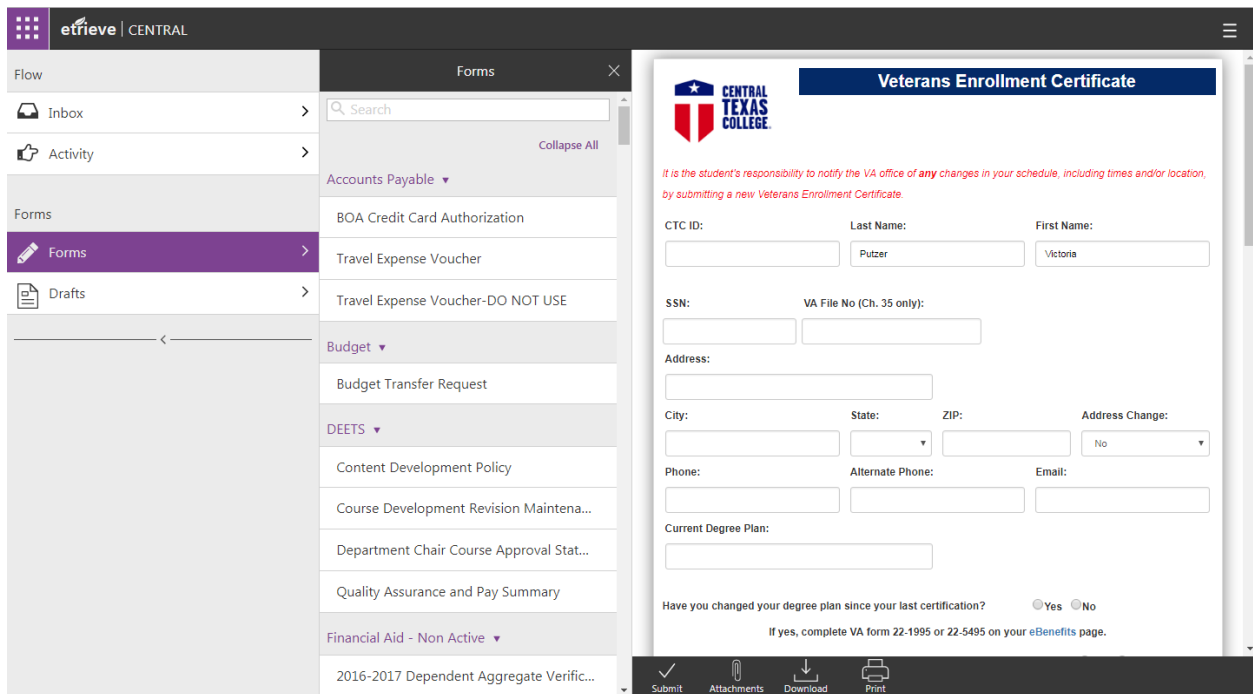 etrieve | CENTRAL
Flow
Inbox
Activity
Forms
Forms
Drafts
Forms
Search
Collapse All
Accounts Payable
BOA Credit Card Authorization
Travel Expense Voucher
Travel Expense Voucher-DO NOT USE
Budget
Budget Transfer Request
DEETS
Content Development Policy
Course Development Revision Maintena...
Department Chair Course Approval Stat...
Quality Assurance and Pay Summary
Financial Aid - Non Active
2016-2017 Dependent Aggregate Verific...
CENTRAL
TEXAS
COLLEGE.
Veterans Enrollment Certificate
It is the student's responsibility to notify the VA office of any changes in your schedule, including times and/or location,
by submitting a new Veterans Enrollment Certificate.
CTC ID: Last Name: First Name:
Putzer Victoria
SSN: VA File No (Ch. 35 only):
Address:
City: State: ZIP: Address Change:
No
Phone: Alternate Phone: Email:
Current Degree Plan:
Have you changed your degree plan since your last certification? Yes No
If yes, complete VA form 22-1995 or 22-5495 on your eBenefits page.
Submit Attachments Download Print